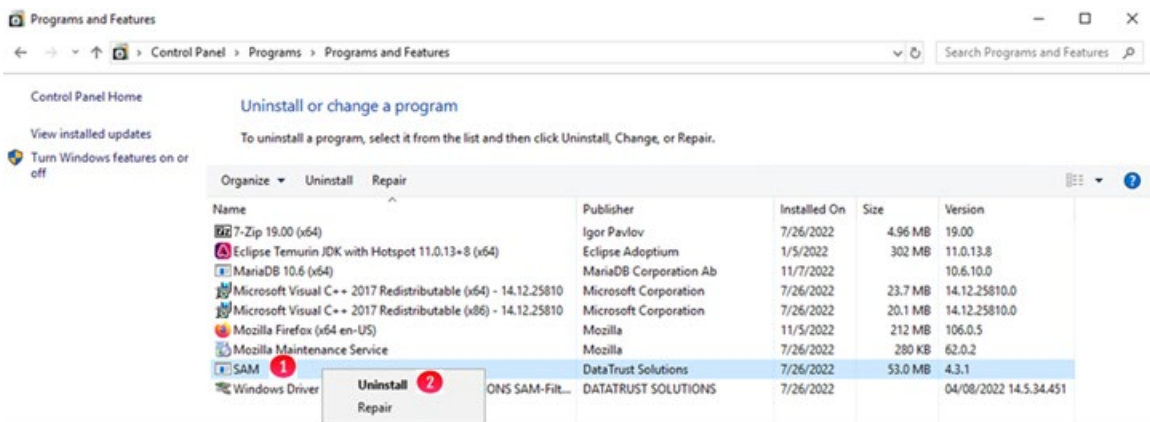 Programs and Features
Control Panel > Programs > Programs and Features
Search Programs and Features
Control Panel Home
View installed updates
Turn Windows features on or
off
Uninstall or change a program
To uninstall a program, select it from the list and then click Uninstall, Change, or Repair.
Organize Uninstall Repair
Name Publisher Installed On Size Version
7-Zip 19.00 (x64) Igor Pavlov 7/26/2022 4.96 MB 19.00
Eclipse Temurin JDK with Hotspot 11.0.13+8 (x64) Eclipse Adoptium 1/5/2022 302 MB 11.0.13.8
MariaDB 10.6 (x64) MariaDB Corporation Ab 11/7/2022 10.6.10.0
Microsoft Visual C++ 2017 Redistributable (x64) - 14.12.25810 Microsoft Corporation 7/26/2022 23.7 MB 14.12.25810.0
Microsoft Visual C++ 2017 Redistributable (x86) - 14.12.25810 Microsoft Corporation 7/26/2022 20.1 MB 14.12.25810.0
Mozilla Firefox (x64 en-US) Mozilla 11/5/2022 212 MB 106.0.5
Mozilla Maintenance Service Mozilla 7/26/2022 280 KB 62.0.2
SAM 1 DataTrust Solutions 7/26/2022 53.0 MB 4.3.1
Uninstall 2
Windows Driver ONS SAM-Filt... DATATRUST SOLUTIONS 7/26/2022 04/08/2022 14.5.34.451
Repair